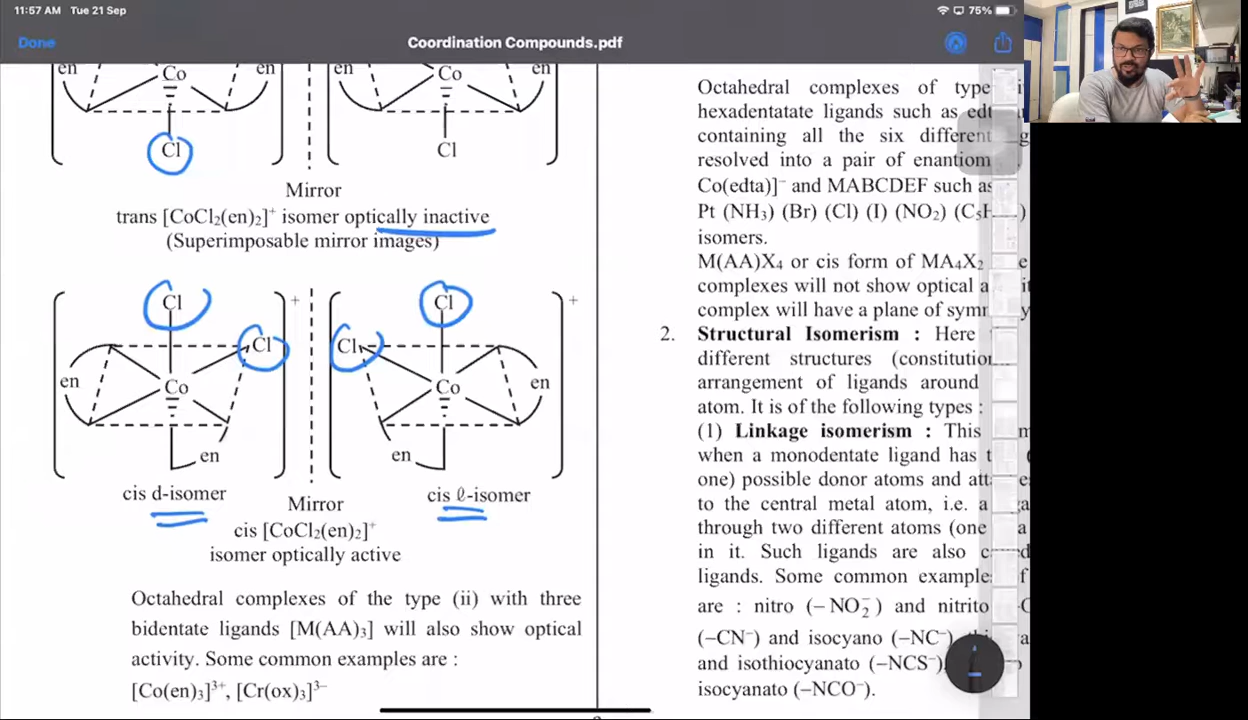 11:57 AM Tue 21 Sep
75%
Done
Coordination Compounds.pdf
en Co en
en Co en
Cl
Cl
Mirror
trans [CoCl₂(en)₂]⁺ isomer optically inactive
(Superimposable mirror images)
Cl + Cl +
Cl Cl
en Co Co en
en en
cis d-isomer
Mirror
cis ℓ-isomer
cis [CoCl₂(en)₂]⁺
isomer optically active
Octahedral complexes of the type (ii) with three
bidentate ligands [M(AA)₃] will also show optical
activity. Some common examples are :
[Co(en)₃]³⁺, [Cr(ox)₃]³⁻
Octahedral complexes of type
hexadentatate ligands such as
containing all the six different
resolved into a pair of
Co(edta)]⁻ and MABCDEF such as
Pt (NH₃) (Br) (Cl) (I) (NO₂)
isomers.
M(AA)X₄ or cis form of MA₄X₂
complexes will not show optical
complex will have a plane of
2. Structural Isomerism : Here
different structures
arrangement of ligands around
atom. It is of the following types :
(1) Linkage isomerism : This
when a monodentate ligand has
one) possible donor atoms and
to the central metal atom, i.e. a
through two different atoms (one
in it. Such ligands are also
ligands. Some common
are : nitro (–NO₂⁻) and nitrito
(–CN⁻) and isocyano (–NC⁻)
and isothiocyanato (–NCS⁻)
isocyanato (–NCO⁻).